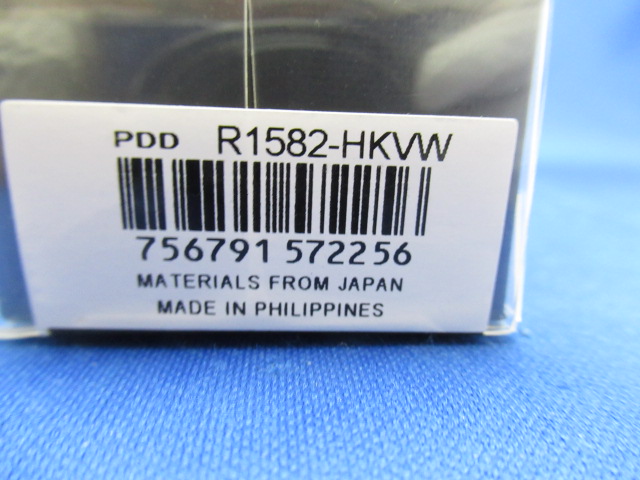 PDD R1582-HKVW
756791 572256
MATERIALS FROM JAPAN
MADE IN PHILIPPINES